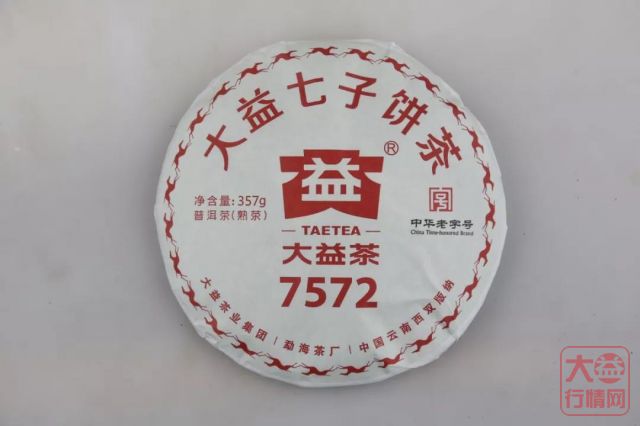 大益七子饼茶
益
®
净含量:357g
普洱茶(熟茶)
TAETEA
大益茶
7572
号
中华老字号
China Time-honored Brand
大益茶业集团 | 勐海茶厂 | 中国云南西双版纳
大益
行情网